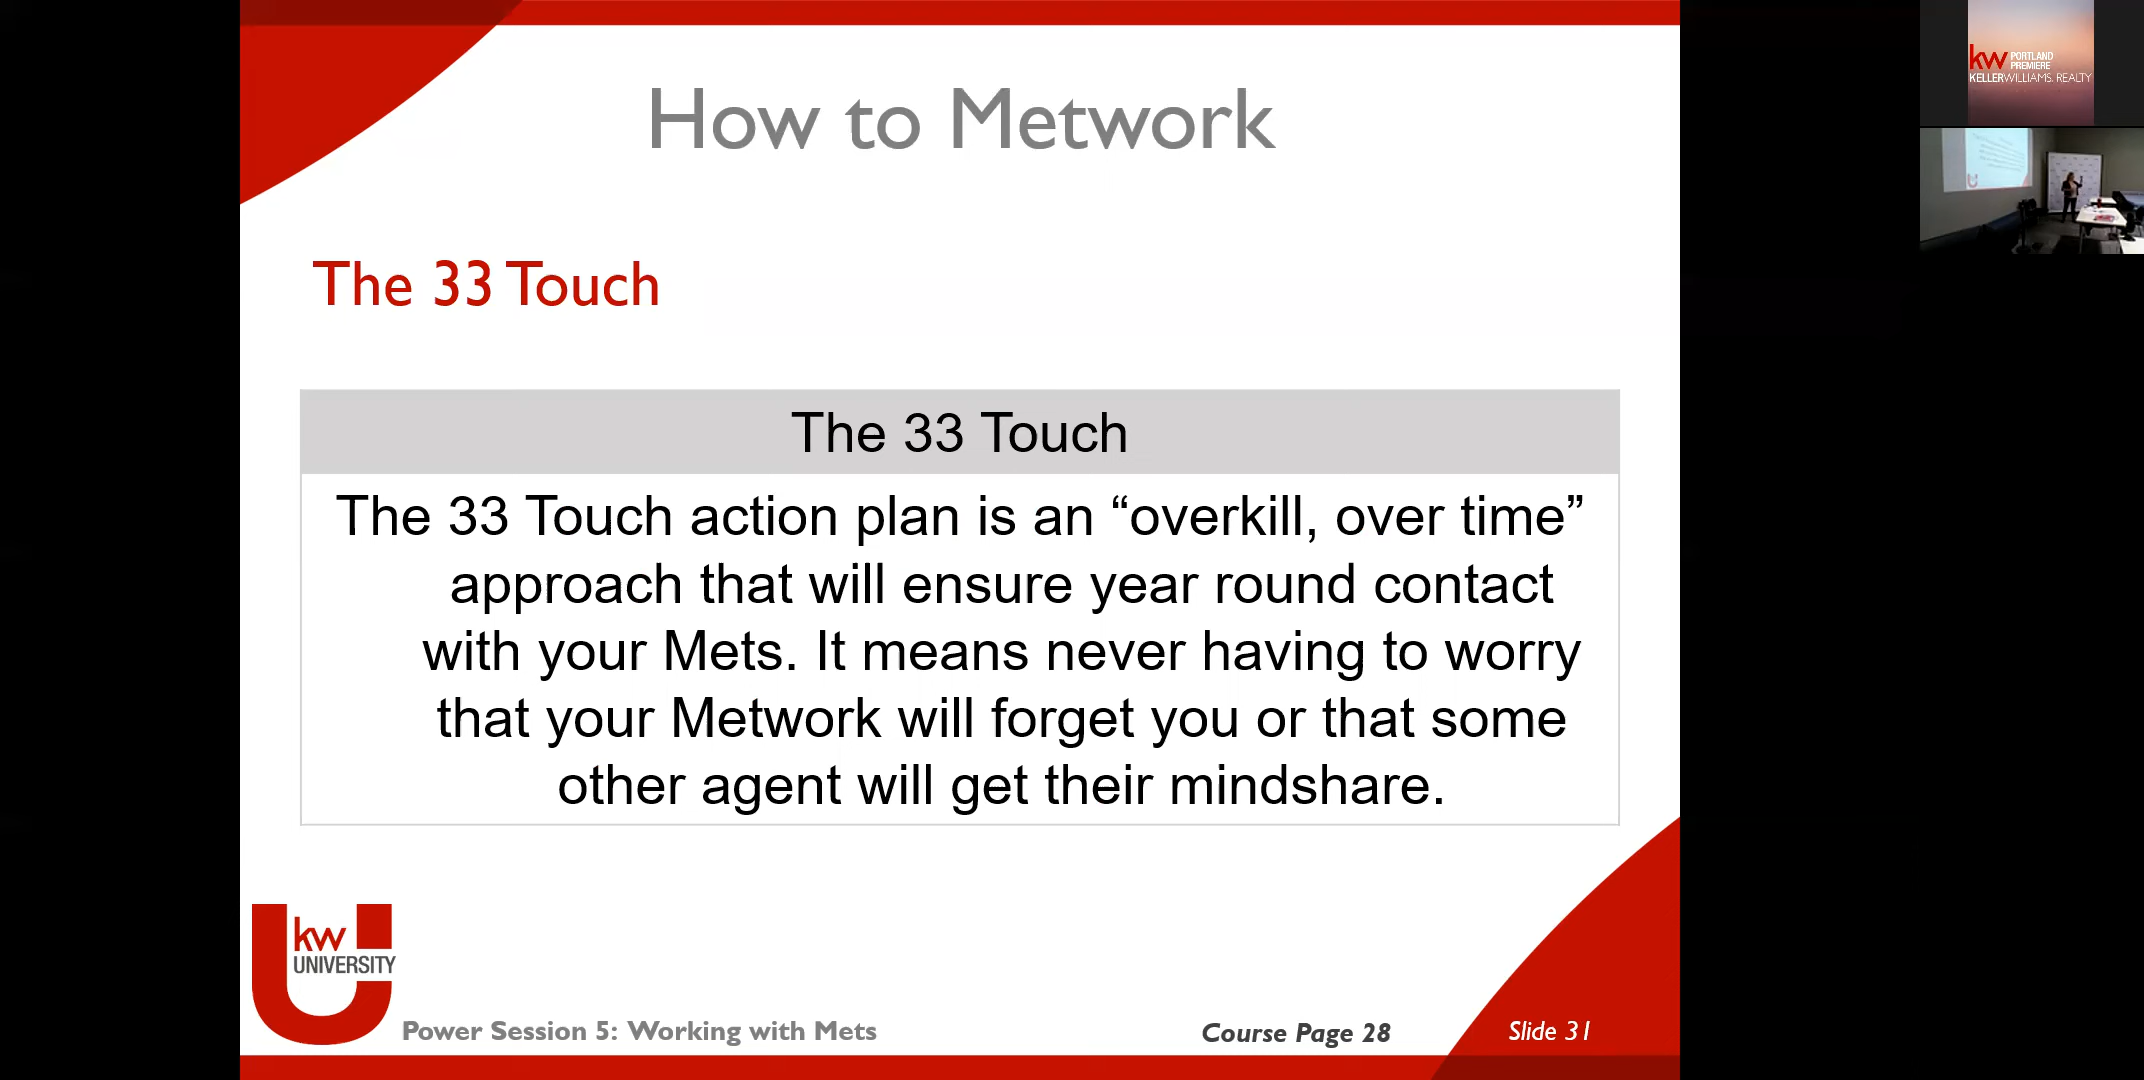 How to Metwork
The 33 Touch
The 33 Touch
The 33 Touch action plan is an “overkill, over time”
approach that will ensure year round contact
with your Mets. It means never having to worry
that your Metwork will forget you or that some
other agent will get their mindshare.
kw
UNIVERSITY
Power Session 5: Working with Mets
Course Page 28
Slide 31
kw PORTLAND
PREMIERE
KELLERWILLIAMS. REALTY